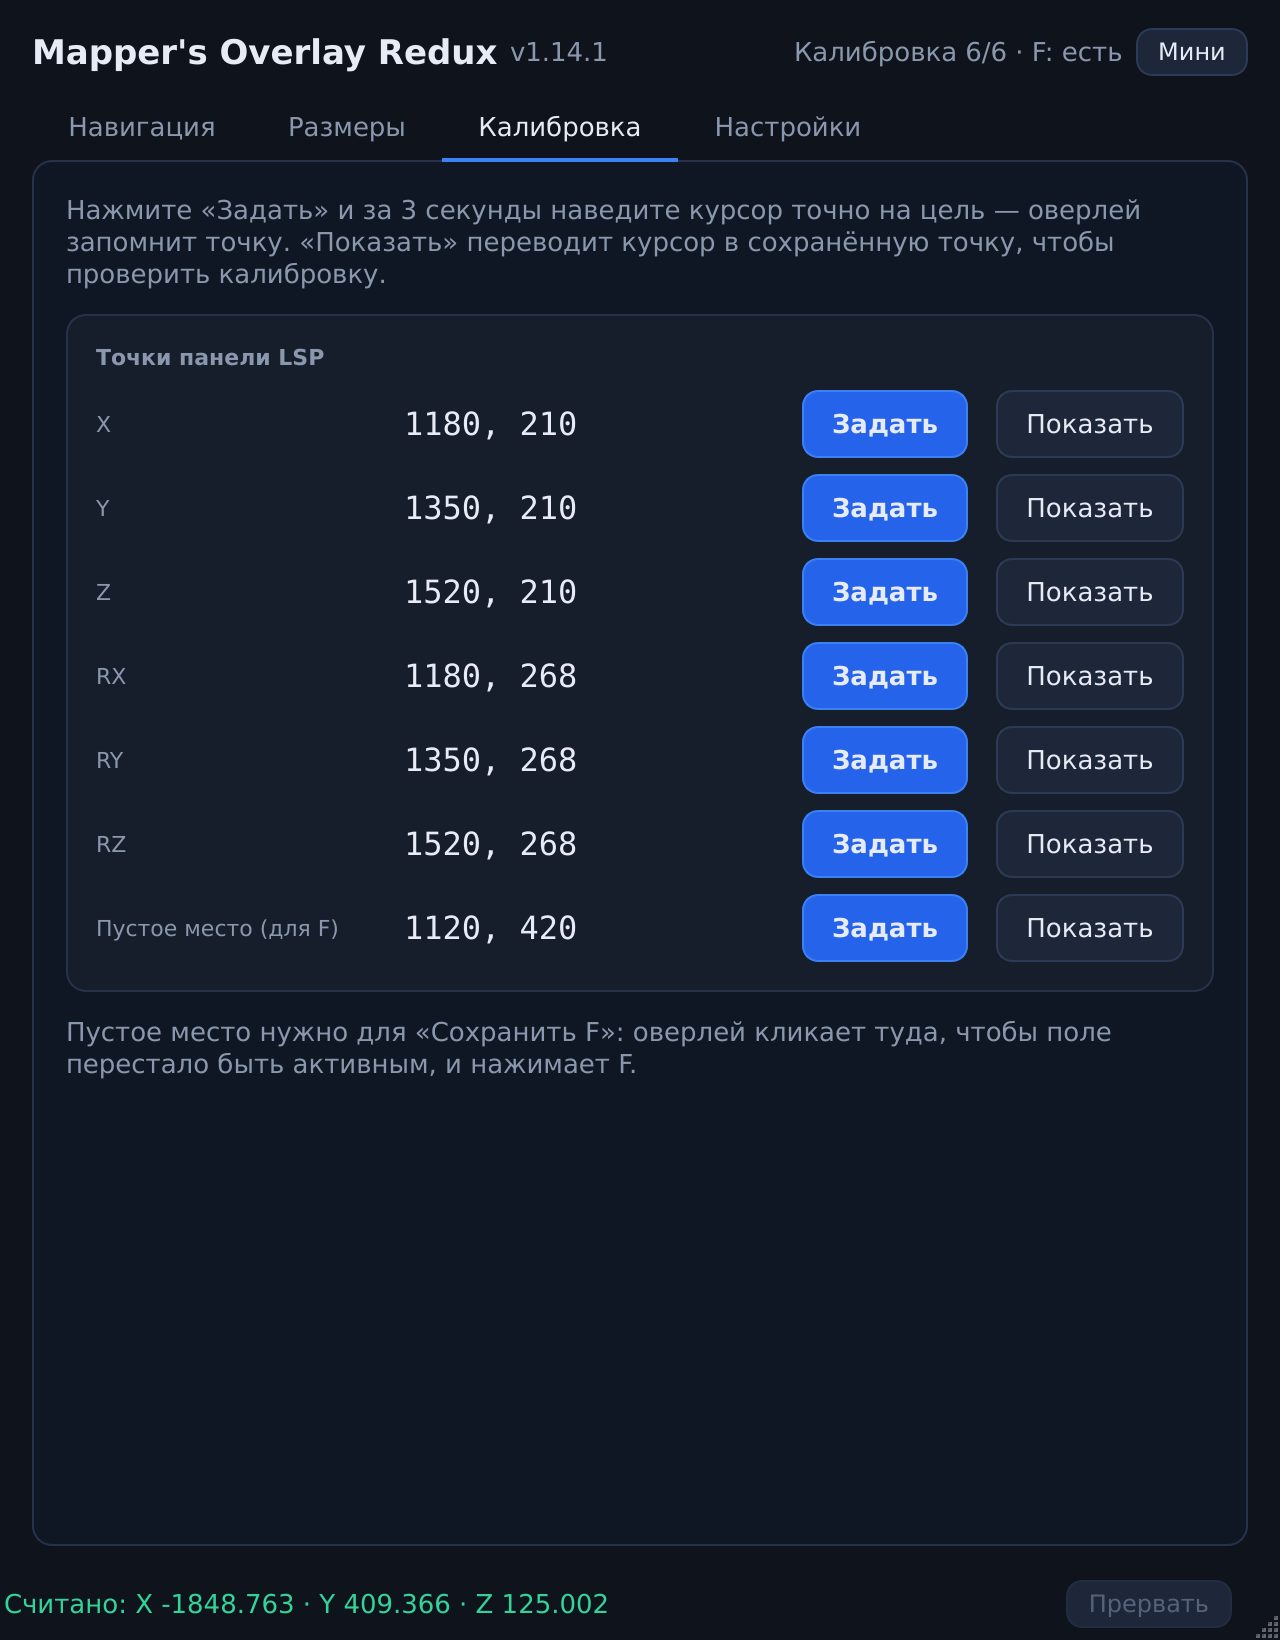 Mapper's Overlay Redux v1.14.1
Калибровка 6/6 · F: есть
Мини
Навигация
Размеры
Калибровка
Настройки
Нажмите «Задать» и за 3 секунды наведите курсор точно на цель — оверлей
запомнит точку. «Показать» переводит курсор в сохранённую точку, чтобы
проверить калибровку.
Точки панели LSP
X 1180, 210 Задать Показать
Y 1350, 210 Задать Показать
Z 1520, 210 Задать Показать
RX 1180, 268 Задать Показать
RY 1350, 268 Задать Показать
RZ 1520, 268 Задать Показать
Пустое место (для F) 1120, 420 Задать Показать
Пустое место нужно для «Сохранить F»: оверлей кликает туда, чтобы поле
перестало быть активным, и нажимает F.
Считано: X -1848.763 · Y 409.366 · Z 125.002
Прервать